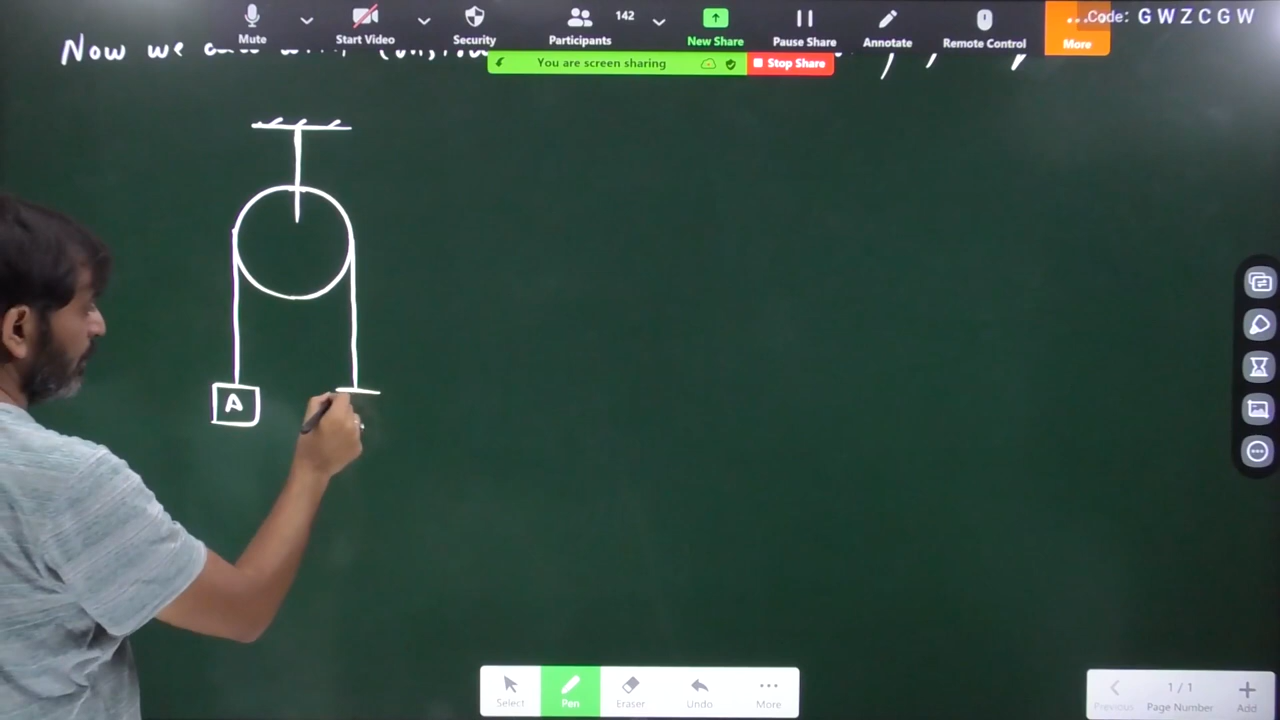 142
Code: G W Z C G W
Mute
Start Video
Security
Participants
New Share
Pause Share
Annotate
Remote Control
More
Now we
You are screen sharing
Stop Share
A
Select
Pen
Eraser
Undo
More
Previous
1 / 1
Page Number
Add